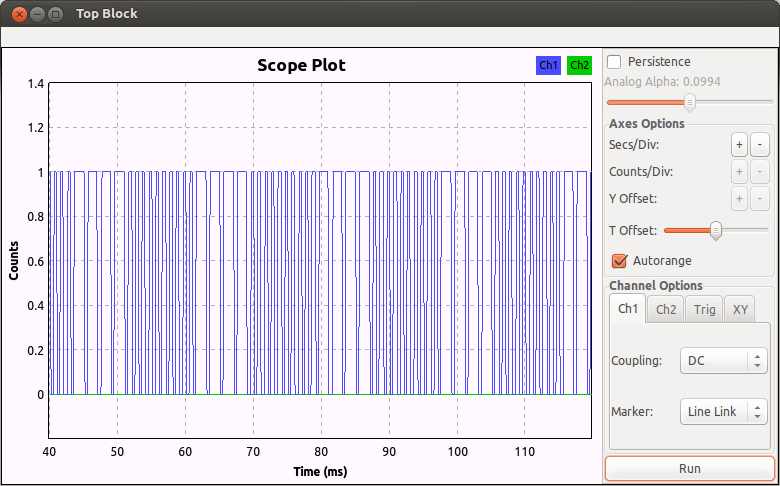 Top Block
Scope Plot
Ch1 Ch2
1.4
1.2
1
0.8
0.6
0.4
0.2
0
Counts
40 50 60 70 80 90 100 110
Time (ms)
Persistence
Analog Alpha: 0.0994
Axes Options
Secs/Div: + -
Counts/Div: + -
Y Offset: + -
T Offset:
Autorange
Channel Options
Ch1 Ch2 Trig XY
Coupling: DC
Marker: Line Link
Run